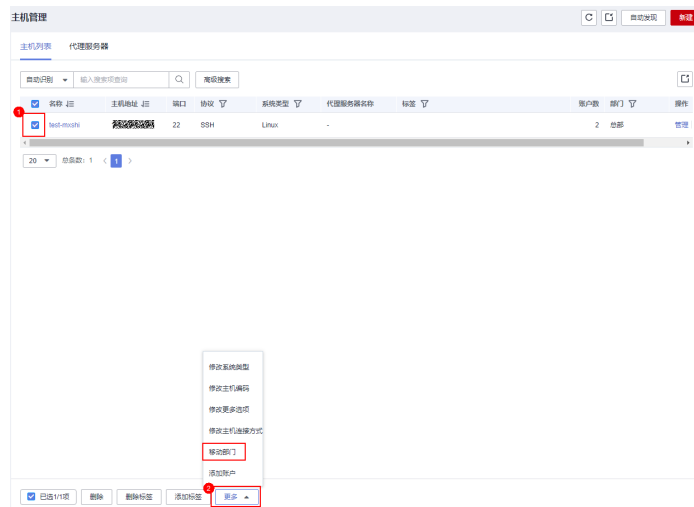 主机管理
自动发现
新建
主机列表 代理服务器
自动识别 输入搜索项查询 高级搜索
名称 主机地址 端口 协议 系统类型 代理服务器名称 标签 账户数 部门 操作
1
test-mxshi 22 SSH Linux - 2 总部 管理
20 总条数: 1 < 1 >
修改系统类型
修改主机编码
修改更多选项
修改主机连接方式
移动部门
添加账户
2
已选1/1项 删除 删除标签 添加标签 更多